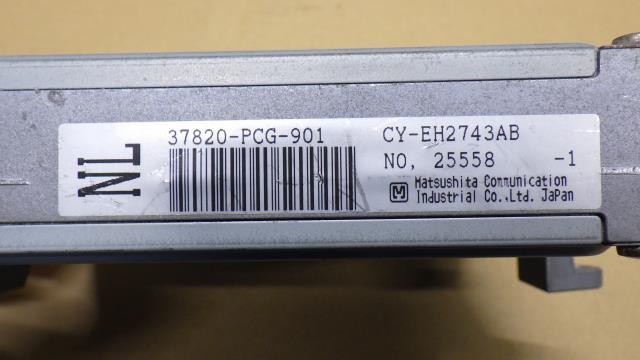 NL
37820-PCG-901
CY-EH2743AB
NO, 25558 -1
M Matsushita Communication
Industrial Co.,Ltd. JaPan